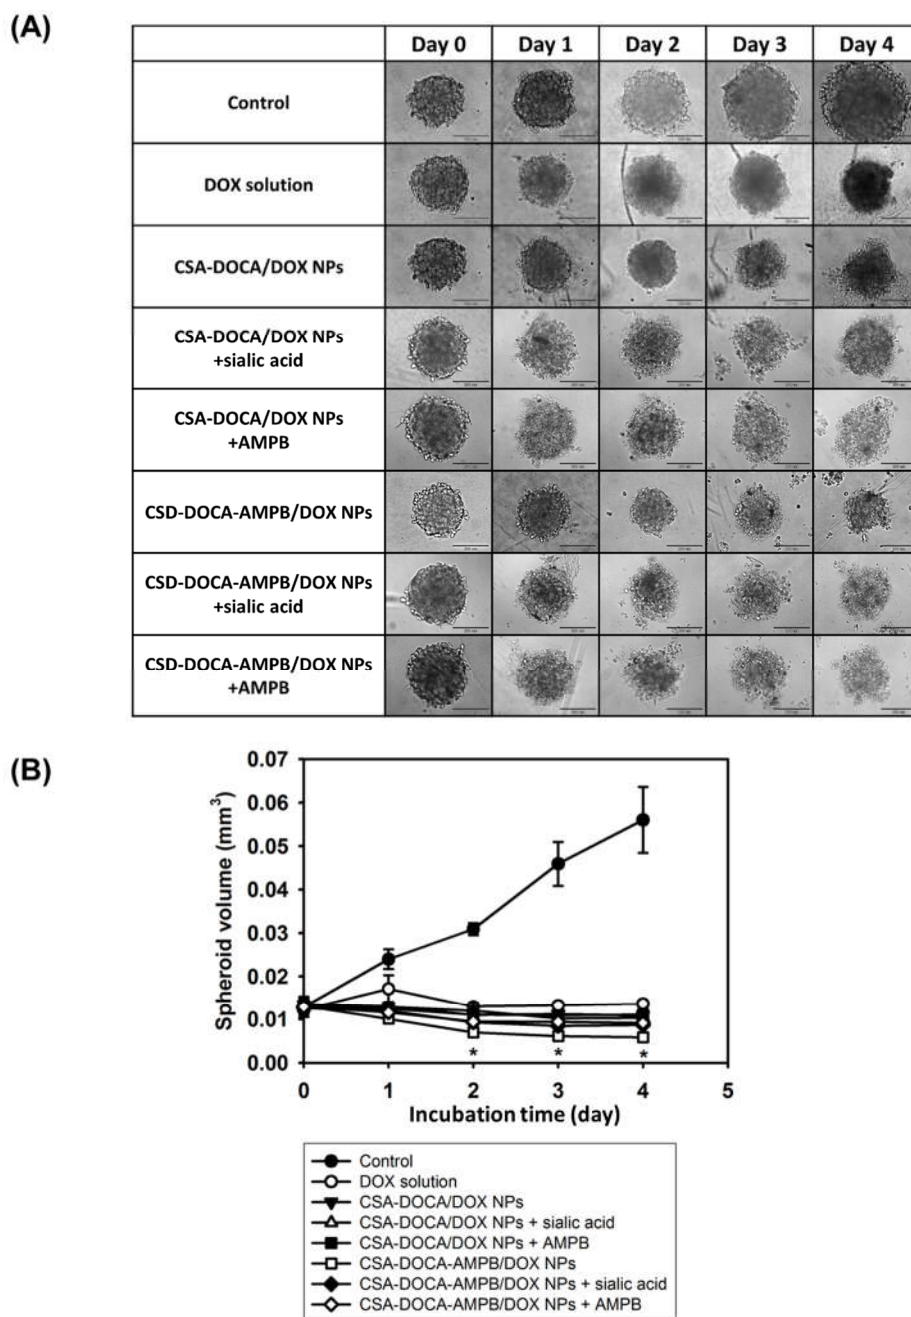 (A)
Day 0 Day 1 Day 2 Day 3 Day 4
Control
DOX solution
CSA-DOCA/DOX NPs
CSA-DOCA/DOX NPs
+sialic acid
CSA-DOCA/DOX NPs
+AMPB
CSD-DOCA-AMPB/DOX NPs
CSD-DOCA-AMPB/DOX NPs
+sialic acid
CSD-DOCA-AMPB/DOX NPs
+AMPB
(B)
Spheroid volume (mm³)
0.07
0.06
0.05
0.04
0.03
0.02
0.01
0.00
* * *
0 1 2 3 4 5
Incubation time (day)
Control
DOX solution
CSA-DOCA/DOX NPs
CSA-DOCA/DOX NPs + sialic acid
CSA-DOCA/DOX NPs + AMPB
CSA-DOCA-AMPB/DOX NPs
CSA-DOCA-AMPB/DOX NPs + sialic acid
CSA-DOCA-AMPB/DOX NPs + AMPB